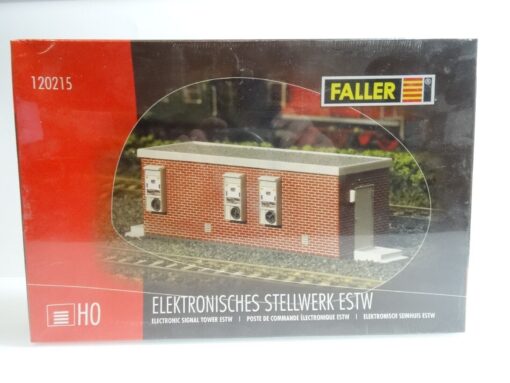 120215
FALLER
H0
ELEKTRONISCHES STELLWERK ESTW
ELECTRONIC SIGNAL TOWER ESTW | POSTE DE COMMANDE ÉLECTRONIQUE ESTW | ELEKTRONISCH SEINHUIS ESTW